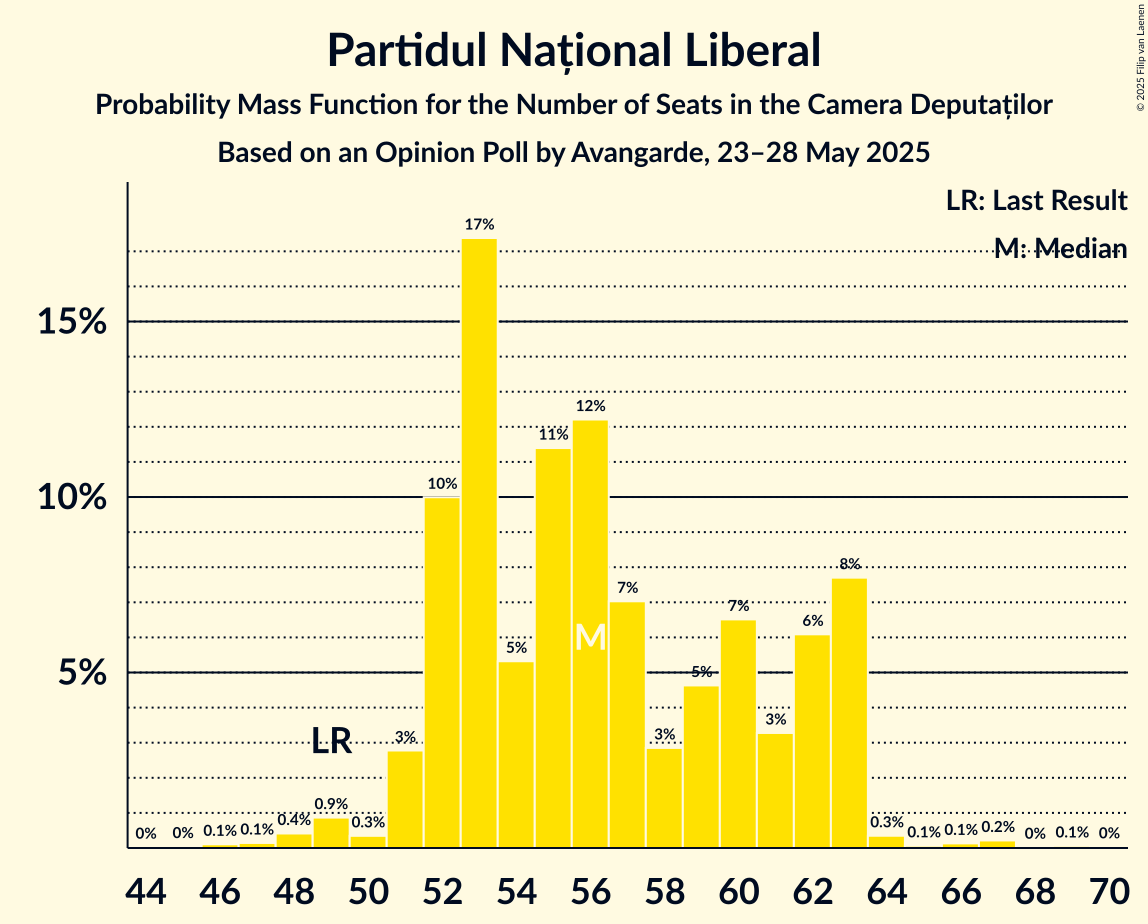 Partidul Național Liberal
Probability Mass Function for the Number of Seats in the Camera Deputaților
Based on an Opinion Poll by Avangarde, 23–28 May 2025
© 2025 Filip van Laenen
LR: Last Result
M: Median
17%
15%
12%
11%
10%
10%
8%
7%
7%
6%
M
5%
5%
5%
LR
3%
3%
3%
0% 0% 0.1% 0.1% 0.4% 0.9% 0.3% 0.3% 0.1% 0.1% 0.2% 0% 0.1% 0%
44 46 48 50 52 54 56 58 60 62 64 66 68 70